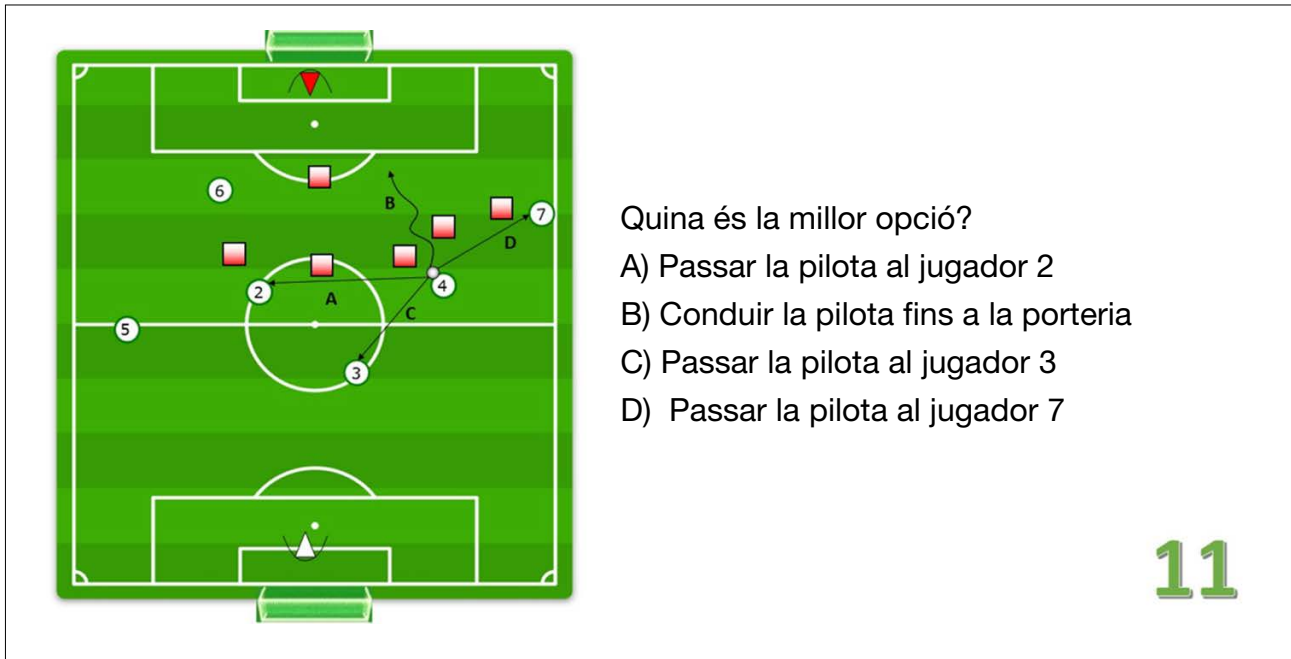 6
B
7
D
2
A
4
C
5
3
Quina és la millor opció?
A) Passar la pilota al jugador 2
B) Conduir la pilota fins a la porteria
C) Passar la pilota al jugador 3
D) Passar la pilota al jugador 7
11